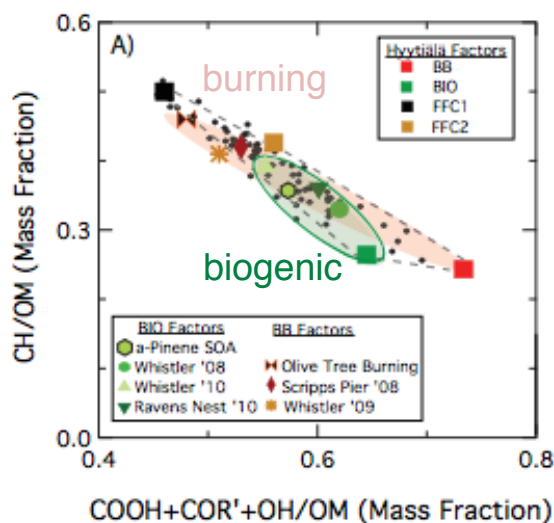 0.6
A)
burning
Hyytiälä Factors
BB
BIO
FFC1
FFC2
CH/OM (Mass Fraction)
0.3
biogenic
BIO Factors
a-Pinene SOA
Whistler '08
Whistler '10
Ravens Nest '10
BB Factors
Olive Tree Burning
Scripps Pier '08
Whistler '09
0.0
0.4 0.6 0.8
COOH+COR'+OH/OM (Mass Fraction)